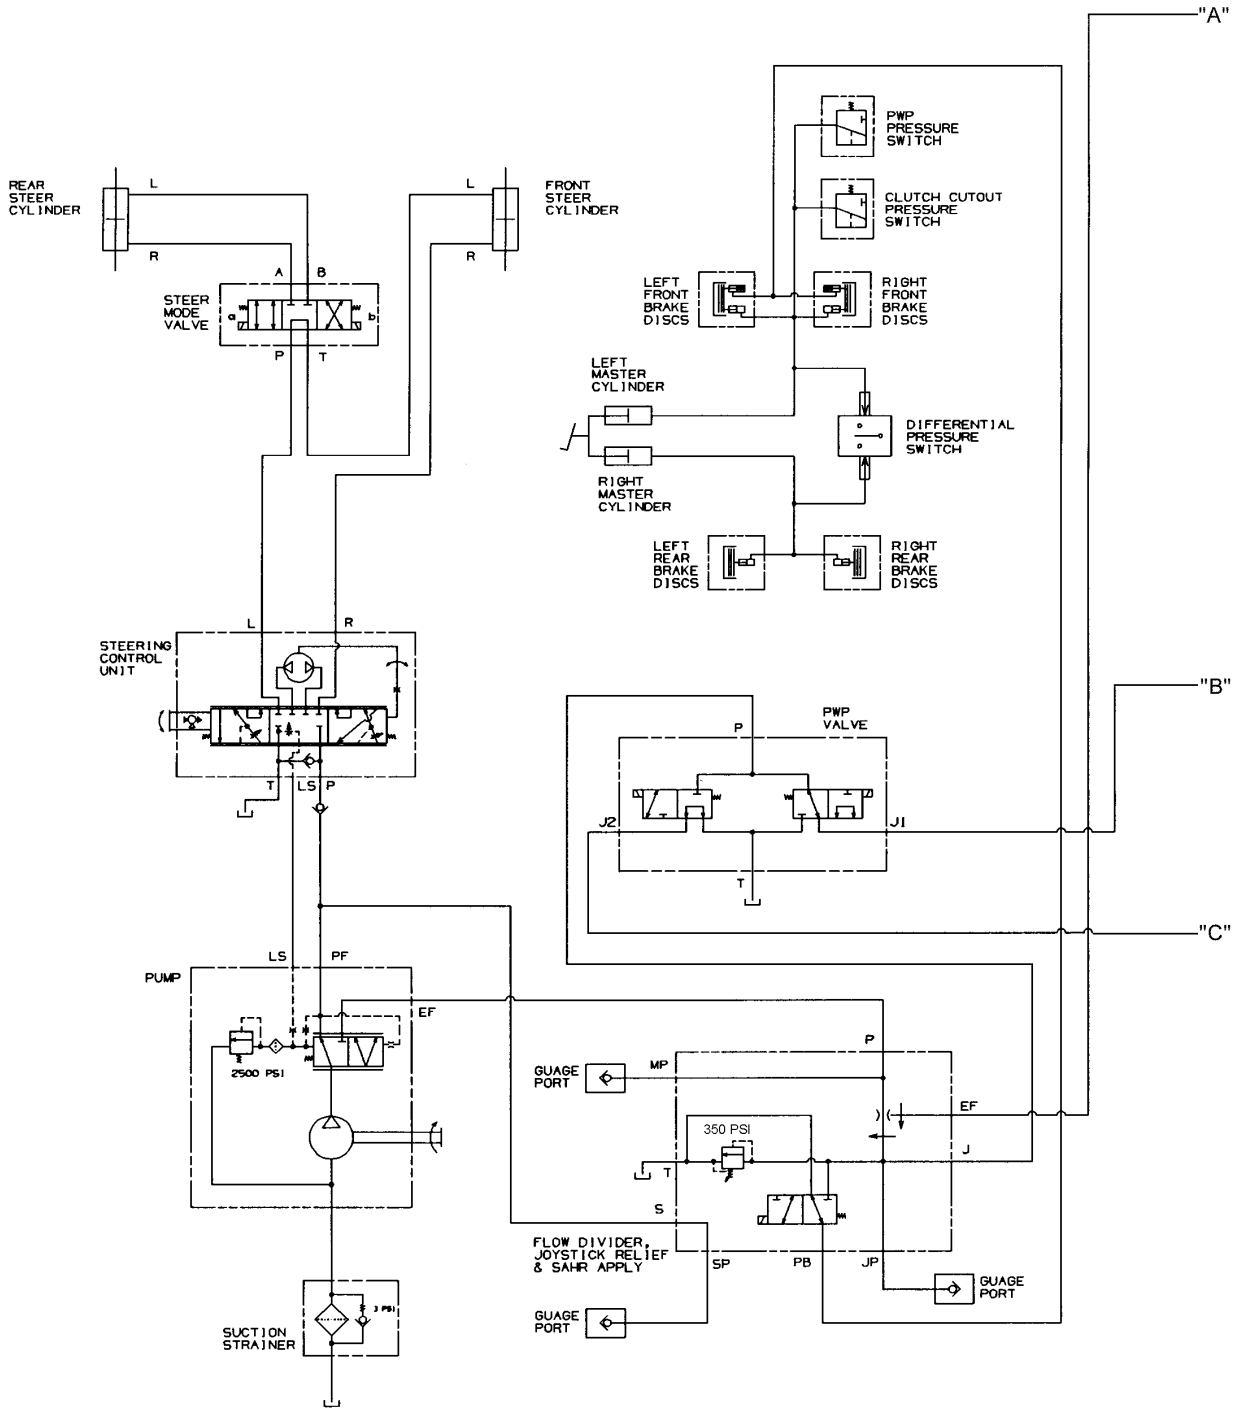 "A"
PWP
PRESSURE
SWITCH
REAR
STEER
CYLINDER
L
R
L
R
FRONT
STEER
CYLINDER
CLUTCH CUTOUT
PRESSURE
SWITCH
A B
STEER
MODE
VALVE
a
b
P T
LEFT
FRONT
BRAKE
DISCS
RIGHT
FRONT
BRAKE
DISCS
LEFT
MASTER
CYLINDER
DIFFERENTIAL
PRESSURE
SWITCH
RIGHT
MASTER
CYLINDER
LEFT
REAR
BRAKE
DISCS
RIGHT
REAR
BRAKE
DISCS
L R
STEERING
CONTROL
UNIT
T LS P
"B"
P
PWP
VALVE
J2
J1
T
"C"
LS PF
PUMP
EF
2500 PSI
P
GUAGE
PORT
MP
EF
350 PSI
J
T
S
FLOW DIVIDER,
JOYSTICK RELIEF
& SAHR APPLY
SP PB JP
GUAGE
PORT
GUAGE
PORT
3 PSI
SUCTION
STRAINER